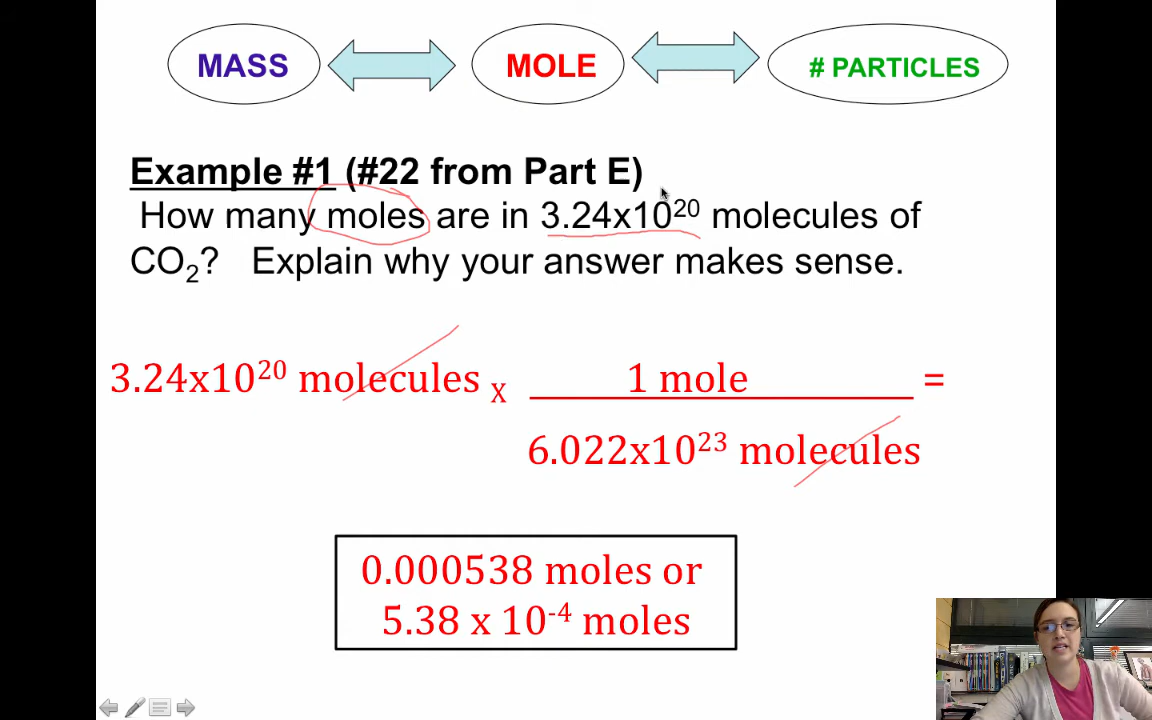 MASS MOLE # PARTICLES
Example #1 (#22 from Part E)
How many moles are in 3.24x10²⁰ molecules of
CO₂? Explain why your answer makes sense.
3.24x10²⁰ molecules x 1 mole =
6.022x10²³ molecules
0.000538 moles or
5.38 x 10⁻⁴ moles